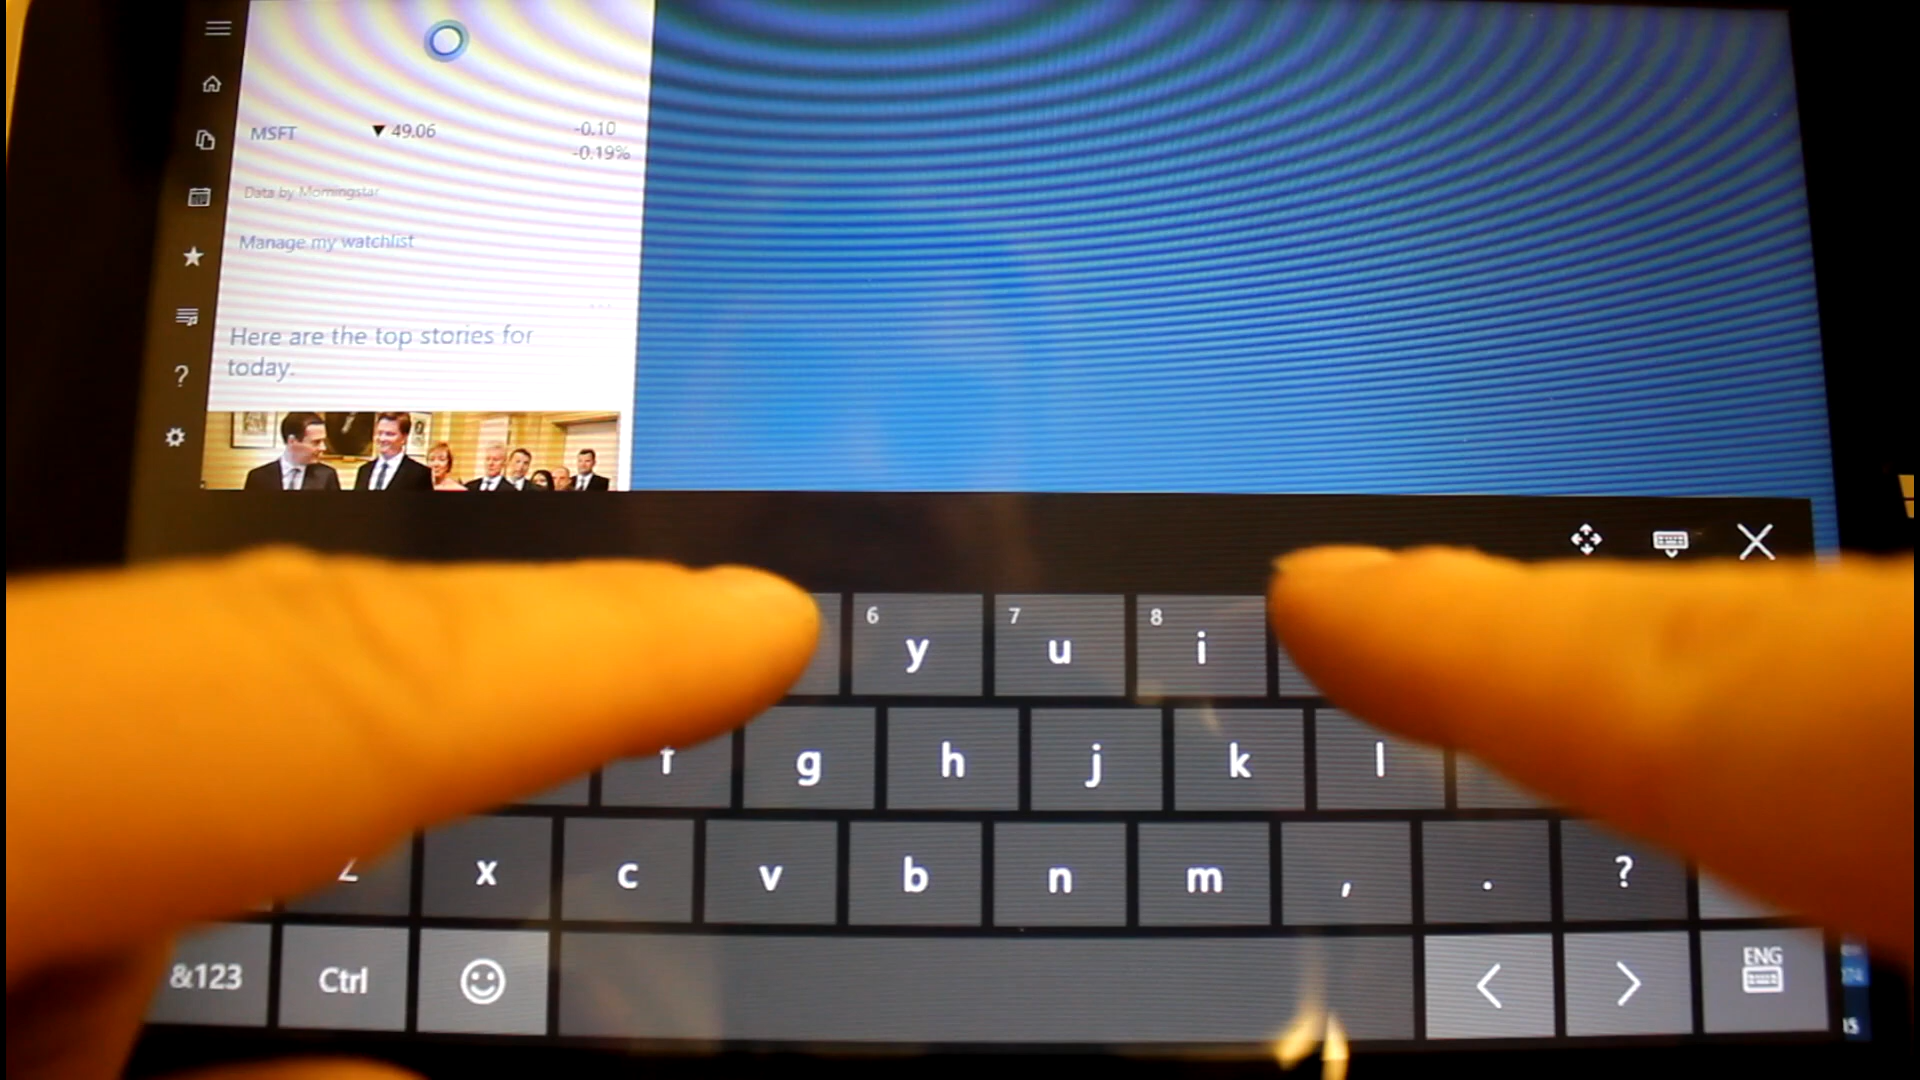 MSFT ▼ 49.06 -0.10
-0.19%
Data by Morningstar
Manage my watchlist
Here are the top stories for
today.
6 7 8
y u i
f g h j k l
z x c v b n m , . ?
&123 Ctrl < > ENG